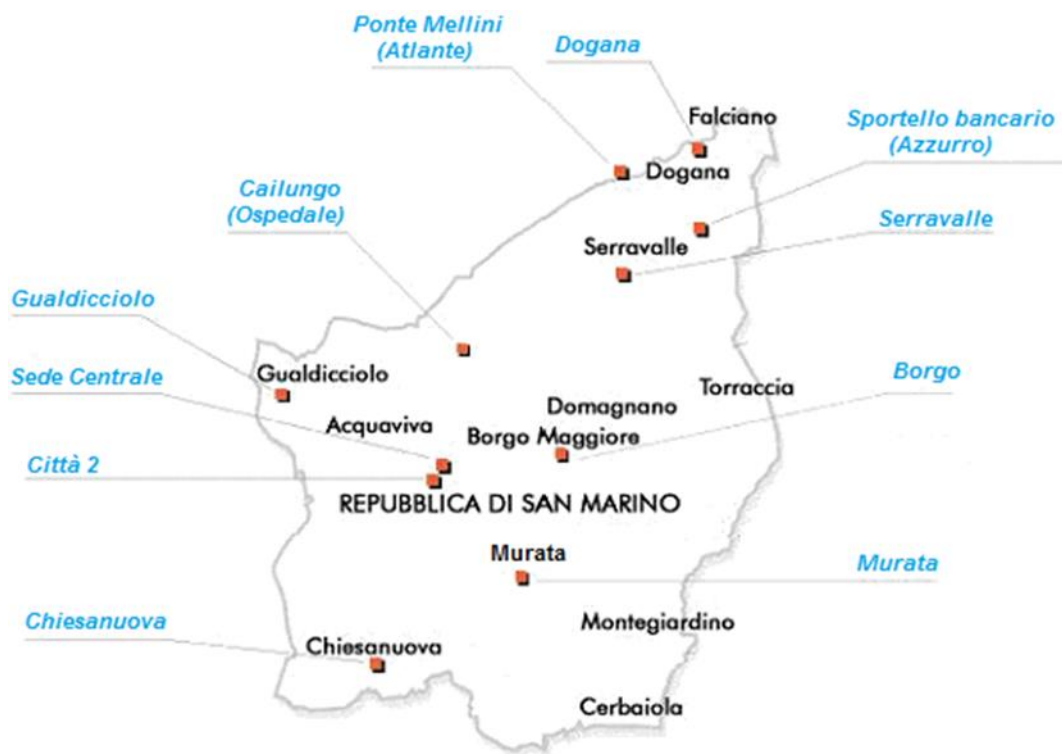 Ponte Mellini
(Atlante)
Dogana
Falciano
Sportello bancario
(Azzurro)
Dogana
Cailungo
(Ospedale)
Serravalle
Serravalle
Gualdicciolo
Gualdicciolo
Sede Centrale
Torraccia
Borgo
Domagnano
Acquaviva
Borgo Maggiore
Città 2
REPUBBLICA DI SAN MARINO
Murata
Murata
Chiesanuova
Montegiardino
Chiesanuova
Cerbaiola